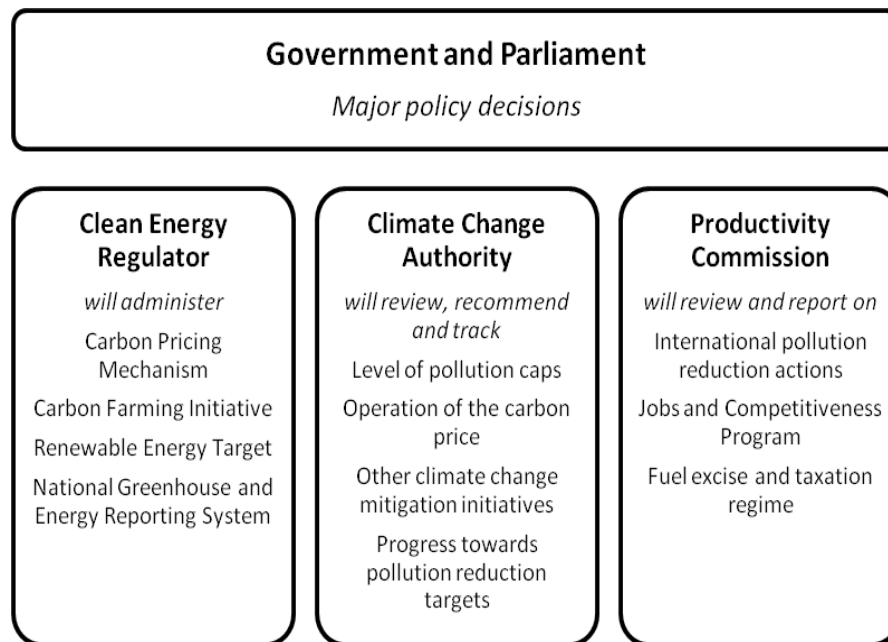 Government and Parliament
Major policy decisions
Clean Energy
Regulator
will administer
Carbon Pricing
Mechanism
Carbon Farming Initiative
Renewable Energy Target
National Greenhouse and
Energy Reporting System
Climate Change
Authority
will review, recommend
and track
Level of pollution caps
Operation of the carbon
price
Other climate change
mitigation initiatives
Progress towards
pollution reduction
targets
Productivity
Commission
will review and report on
International pollution
reduction actions
Jobs and Competitiveness
Program
Fuel excise and taxation
regime